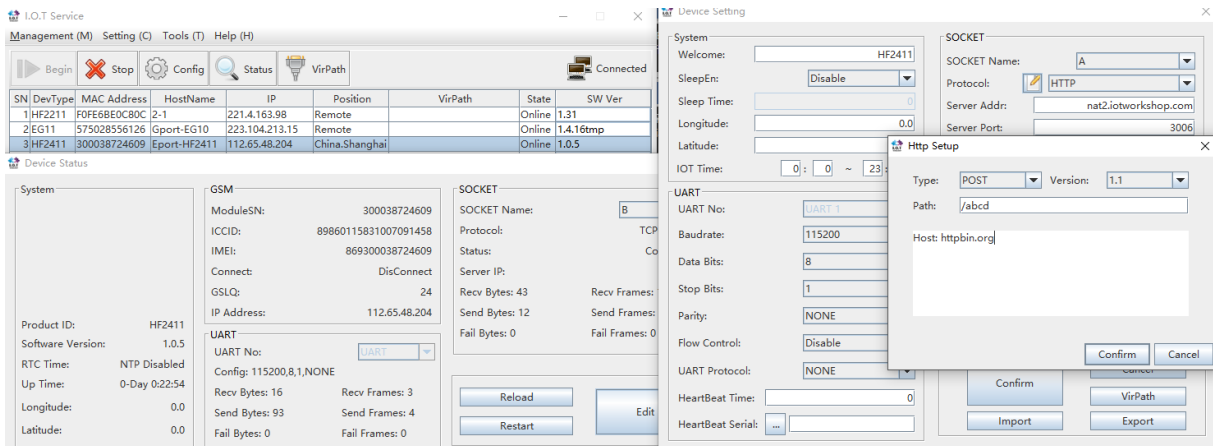 I.O.T Service
Management (M) Setting (C) Tools (T) Help (H)
Begin Stop Config Status VirPath Connected
SN DevType MAC Address HostName IP Position VirPath State SW Ver
1 HF2211 F0FE6BE0C80C 2-1 221.4.163.98 Remote Online 1.31
2 EG11 575028556126 Gport-EG10 223.104.213.15 Remote Online 1.4.16tmp
3 HF2411 300038724609 Eport-HF2411 112.65.48.204 China.Shanghai Online 1.0.5
Device Status
System
Product ID: HF2411
Software Version: 1.0.5
RTC Time: NTP Disabled
Up Time: 0-Day 0:22:54
Longitude: 0.0
Latitude: 0.0
GSM
ModuleSN: 300038724609
ICCID: 89860115831007091458
IMEI: 869300038724609
Connect: DisConnect
GSLQ: 24
IP Address: 112.65.48.204
UART
UART No: UART
Config: 115200,8,1,NONE
Recv Bytes: 16 Recv Frames: 3
Send Bytes: 93 Send Frames: 4
Fail Bytes: 0 Fail Frames: 0
SOCKET
SOCKET Name: B
Protocol: TCP
Status: Co
Server IP:
Recv Bytes: 43 Recv Frames:
Send Bytes: 12 Send Frames:
Fail Bytes: 0 Fail Frames: 0
Reload
Edit
Restart
Device Setting
System
Welcome: HF2411
SleepEn: Disable
Sleep Time: 0
Longitude: 0.0
Latitude:
IOT Time: 0 : 0 ~ 23 :
UART
UART No: UART 1
Baudrate: 115200
Data Bits: 8
Stop Bits: 1
Parity: NONE
Flow Control: Disable
UART Protocol: NONE
HeartBeat Time: 0
HeartBeat Serial: ...
SOCKET
SOCKET Name: A
Protocol: HTTP
Server Addr: nat2.iotworkshop.com
Server Port: 3006
Http Setup
Type: POST Version: 1.1
Path: /abcd
Host: httpbin.org
Confirm Cancel
Confirm
Cancel
VirPath
Import Export